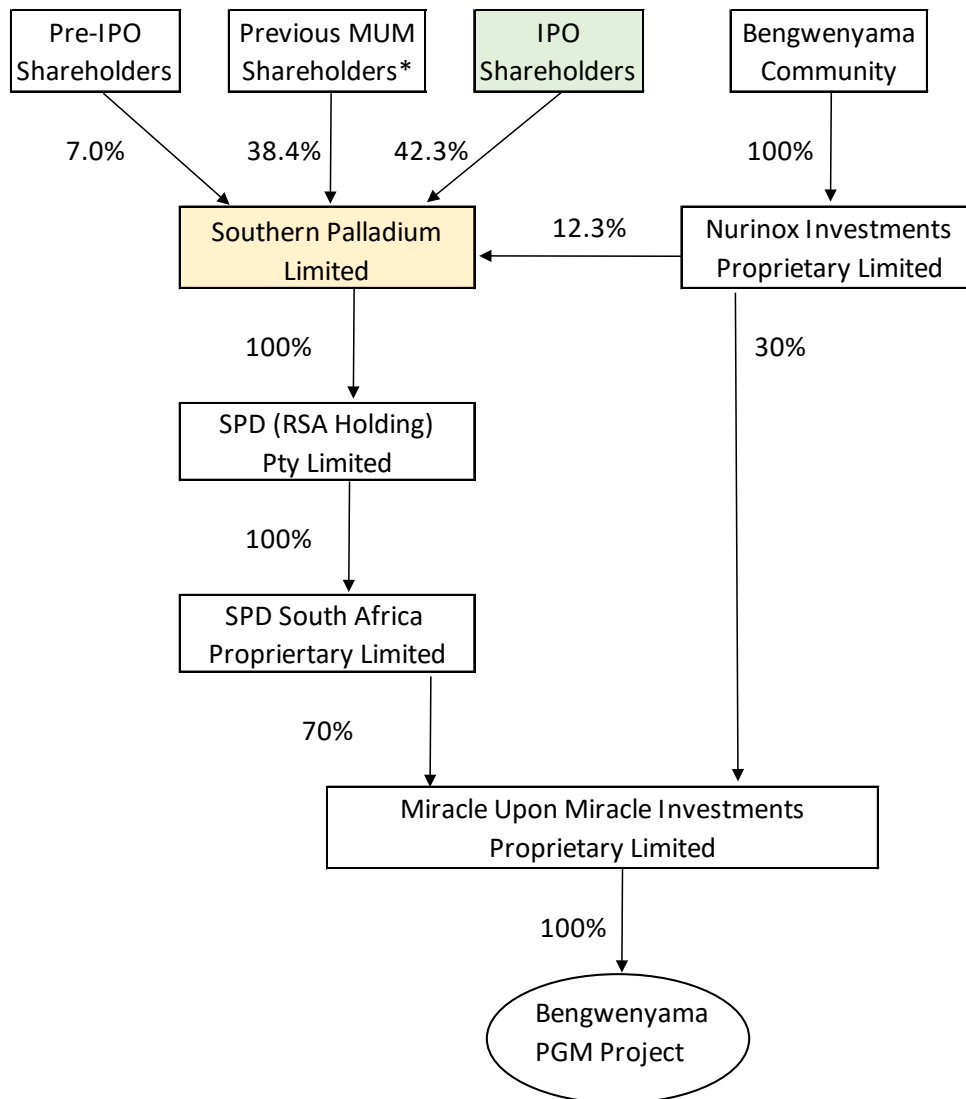 Pre-IPO
Shareholders
Previous MUM
Shareholders*
IPO
Shareholders
Bengwenyama
Community
7.0%
38.4%
42.3%
100%
Southern Palladium
Limited
12.3%
Nurinox Investments
Proprietary Limited
100%
30%
SPD (RSA Holding)
Pty Limited
100%
SPD South Africa
Propriertary Limited
70%
Miracle Upon Miracle Investments
Proprietary Limited
100%
Bengwenyama
PGM Project